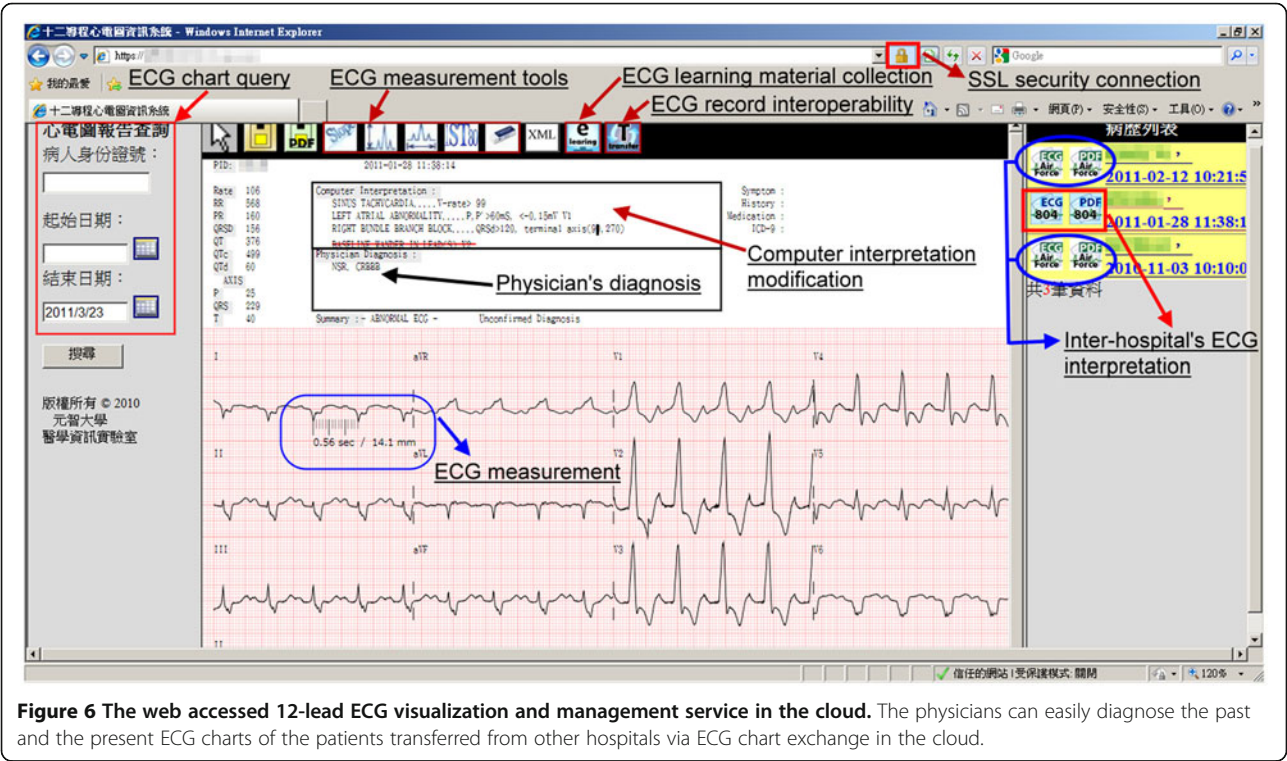 十二導程心電圖資訊系統 - Windows Internet Explorer
https://
Google
我的最愛
ECG chart query
ECG measurement tools
ECG learning material collection
SSL security connection
十二導程心電圖資訊系統
ECG record interoperability
網頁(P)
安全性(S)
工具(O)
心電圖報告查詢
病人身份證號：
起始日期：
結束日期：
2011/3/23
搜尋
版權所有 © 2010
元智大學
醫學資訊實驗室
PDF
XML
e
learing
T
transfer
PID:
2011-01-28 11:38:14
Rate 106
RR 568
PR 160
QRSD 156
QT 376
QTc 499
QTd 60
AXIS
P 25
QRS 229
T 40
Computer Interpretation :
SINUS TACHYCARDIA.....V-rate> 99
LEFT ATRIAL ABNORMALITY.....P,P'>60mS, <-0.15mV V1
RIGHT BUNDLE BRANCH BLOCK.....QRSd>120, terminal axis(90,270)
BASELINE WANDER IN LEAD(S) V2.
Physician Diagnosis :
NSR, CRBBB
Summary :- ABNORMAL ECG - Unconfirmed Diagnosis
Symptom :
History :
Medication :
ICD-9 :
Computer interpretation
modification
Physician's diagnosis
病歷列表
ECG Air Force PDF Air Force
2011-02-12 10:21:5
ECG 804 PDF 804
2011-01-28 11:38:1
ECG Air Force PDF Air Force
2010-11-03 10:10:0
共3筆資料
Inter-hospital's ECG
interpretation
I aVR V1 V4
0.56 sec / 14.1 mm
ECG measurement
II aVL V2 V5
III aVF V3 V6
II
信任的網站 | 受保護模式: 關閉
120%
Figure 6 The web accessed 12-lead ECG visualization and management service in the cloud. The physicians can easily diagnose the past
and the present ECG charts of the patients transferred from other hospitals via ECG chart exchange in the cloud.